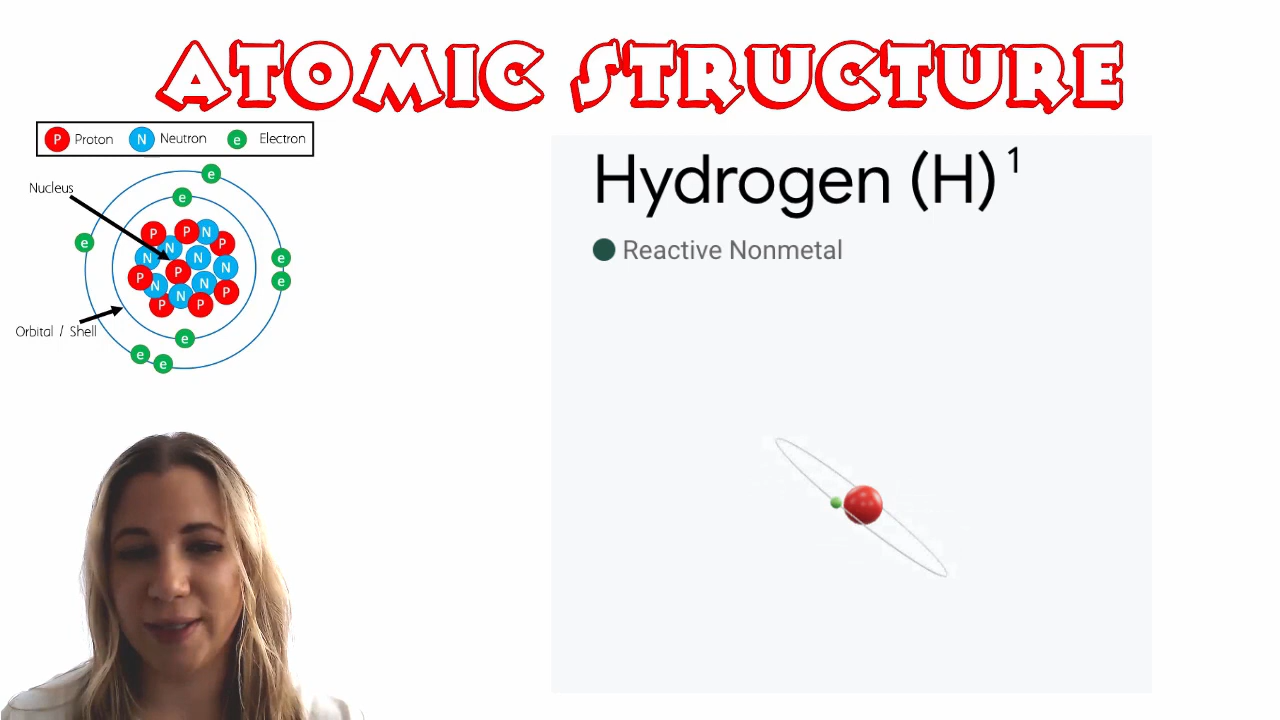 ATOMIC STRUCTURE
P Proton N Neutron e Electron
Nucleus
Orbital / Shell
e
e
e
e
e
e
e
e
P
P
N
P
N
N
N
N
P
P
N
N
N
P
P
P
Hydrogen (H) 1
Reactive Nonmetal